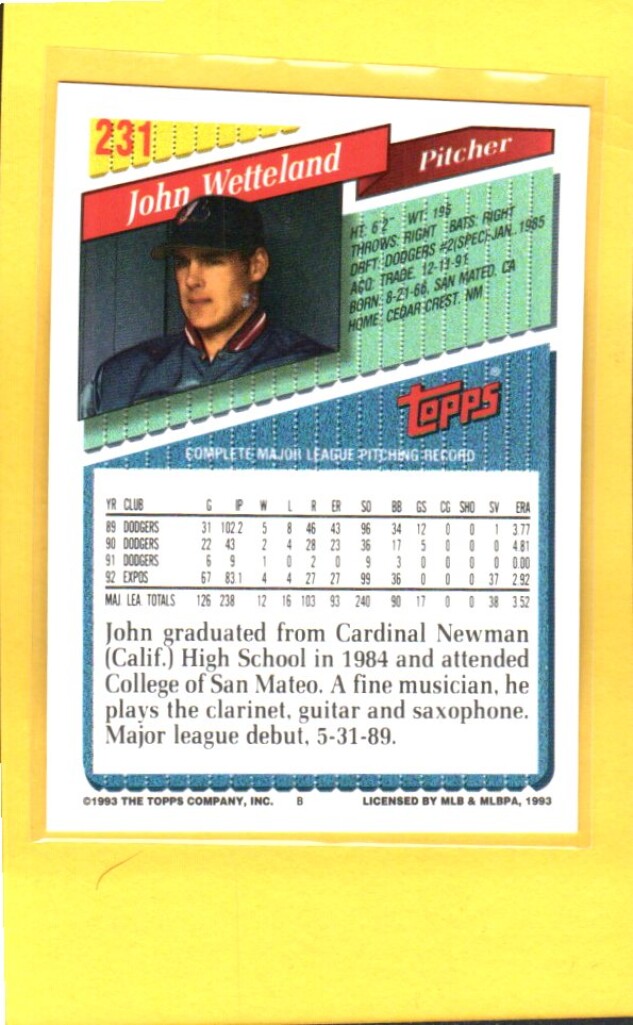 231
John Wetteland
Pitcher
HT: 6'2" WT: 195
THROWS: RIGHT BATS: RIGHT
DRFT: DODGERS #2(SPEC)-JAN., 1985
ACQ: TRADE, 12-11-91
BORN: 8-21-66, SAN MATEO, CA
HOME: CEDAR CREST, NM
topps
COMPLETE MAJOR LEAGUE PITCHING RECORD
YR CLUB G IP W L R ER SO BB GS CG SHO SV ERA
89 DODGERS 31 102.2 5 8 46 43 96 34 12 0 0 1 3.77
90 DODGERS 22 43 2 4 28 23 36 17 5 0 0 0 4.81
91 DODGERS 6 9 1 0 2 0 9 3 0 0 0 0 0.00
92 EXPOS 67 83.1 4 4 27 27 99 36 0 0 0 37 2.92
MAJ. LEA. TOTALS 126 238 12 16 103 93 240 90 17 0 0 38 3.52
John graduated from Cardinal Newman
(Calif.) High School in 1984 and attended
College of San Mateo. A fine musician, he
plays the clarinet, guitar and saxophone.
Major league debut, 5-31-89.
©1993 THE TOPPS COMPANY, INC. B LICENSED BY MLB & MLBPA, 1993